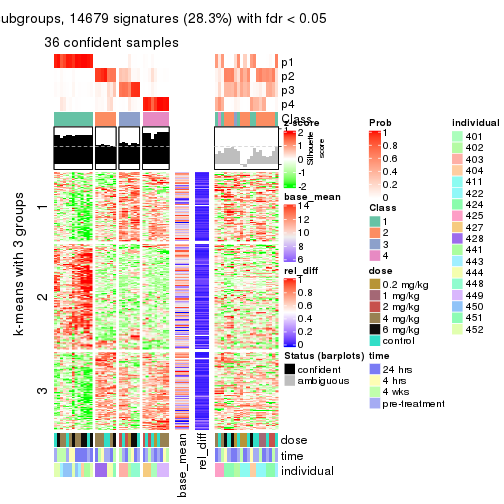 ubgroups, 14679 signatures (28.3%) with fdr < 0.05
36 confident samples
p1
p2
p3
p4
Class
1
0.5
0
Silhouette
score
k-means with 3 groups
1
2
3
dose
time
individual
base_mean
rel_diff
z-score
2
1
0
-1
-2
base_mean
14
12
10
8
6
rel_diff
1
0.8
0.6
0.4
0.2
0
Status (barplots)
confident
ambiguous
Prob
1
0.8
0.6
0.4
0.2
0
Class
1
2
3
4
dose
0.2 mg/kg
1 mg/kg
2 mg/kg
4 mg/kg
6 mg/kg
control
time
24 hrs
4 hrs
4 wks
pre-treatment
individual
401
402
403
404
411
422
424
425
427
428
441
443
444
448
449
450
451
452